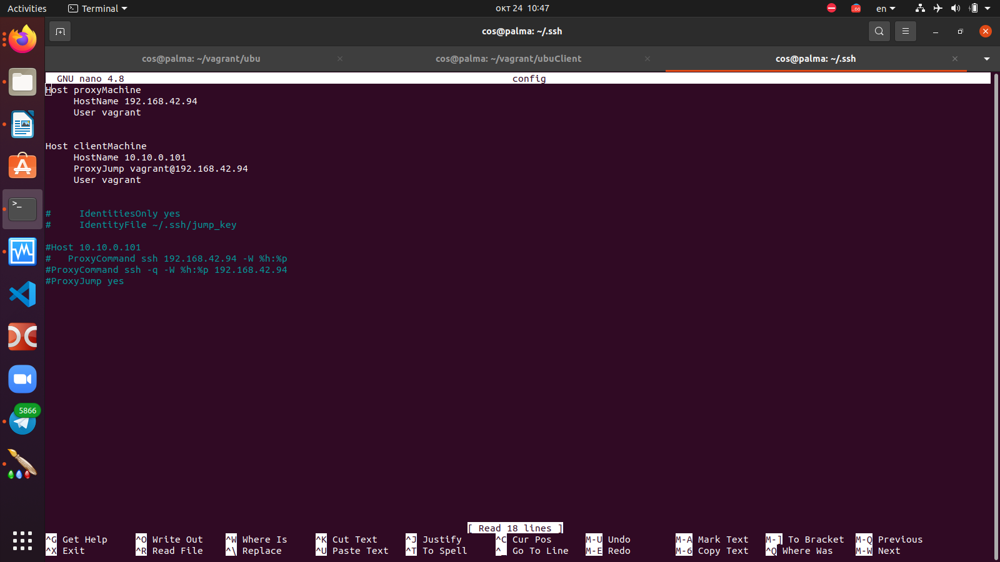 Activities Terminal окт 24 10:47 en
cos@palma: ~/.ssh
cos@palma: ~/vagrant/ubu cos@palma: ~/vagrant/ubuClient cos@palma: ~/.ssh
GNU nano 4.8 config
Host proxyMachine
HostName 192.168.42.94
User vagrant
Host clientMachine
HostName 10.10.0.101
ProxyJump vagrant@192.168.42.94
User vagrant
# IdentitiesOnly yes
# IdentityFile ~/.ssh/jump_key
#Host 10.10.0.101
# ProxyCommand ssh 192.168.42.94 -W %h:%p
#ProxyCommand ssh -q -W %h:%p 192.168.42.94
#ProxyJump yes
5866
[ Read 18 lines ]
^G Get Help ^O Write Out ^W Where Is ^K Cut Text ^J Justify ^C Cur Pos M-U Undo M-A Mark Text M-] To Bracket M-Q Previous
^X Exit ^R Read File ^\ Replace ^U Paste Text ^T To Spell ^_ Go To Line M-E Redo M-6 Copy Text ^Q Where Was M-W Next